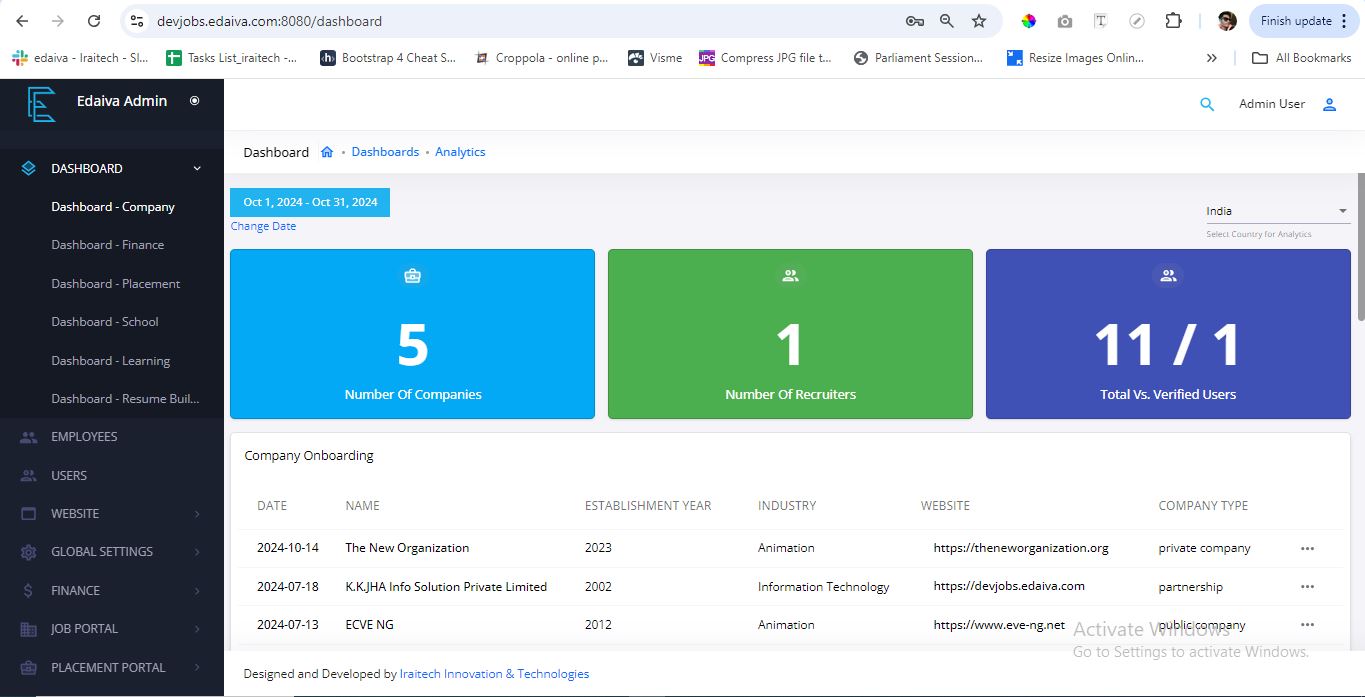 devjobs.edaiva.com:8080/dashboard
Finish update
edaiva - Iraitech - Sl...
Tasks List_iraitech -...
Bootstrap 4 Cheat S...
Croppola - online p...
Visme
JPG
Compress JPG file t...
Parliament Session...
Resize Images Onlin...
All Bookmarks
Edaiva Admin
Admin User
Dashboard
Dashboards
Analytics
DASHBOARD
Dashboard - Company
Dashboard - Finance
Dashboard - Placement
Dashboard - School
Dashboard - Learning
Dashboard - Resume Buil...
EMPLOYEES
USERS
WEBSITE
GLOBAL SETTINGS
FINANCE
JOB PORTAL
PLACEMENT PORTAL
Oct 1, 2024 - Oct 31, 2024
Change Date
India
Select Country for Analytics
5
Number Of Companies
1
Number Of Recruiters
11 / 1
Total Vs. Verified Users
Company Onboarding
DATE NAME ESTABLISHMENT YEAR INDUSTRY WEBSITE COMPANY TYPE
2024-10-14 The New Organization 2023 Animation https://theneworganization.org private company
2024-07-18 K.K.JHA Info Solution Private Limited 2002 Information Technology https://devjobs.edaiva.com partnership
2024-07-13 ECVE NG 2012 Animation https://www.eve-ng.net public company
Activate Windows
Go to Settings to activate Windows.
Designed and Developed by Iraitech Innovation & Technologies